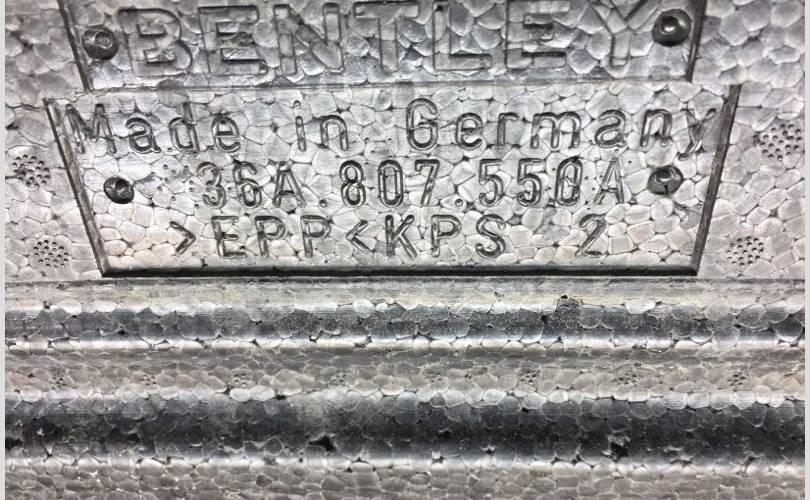 BENTLEY
Made in Germany
36A.807.550A
>EPP<KPS 2